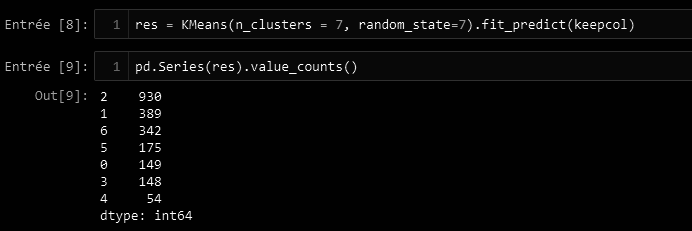 Entrée [8]: 1 res = KMeans(n_clusters = 7, random_state=7).fit_predict(keepcol)
Entrée [9]: 1 pd.Series(res).value_counts()
Out[9]: 2 930
1 389
6 342
5 175
0 149
3 148
4 54
dtype: int64